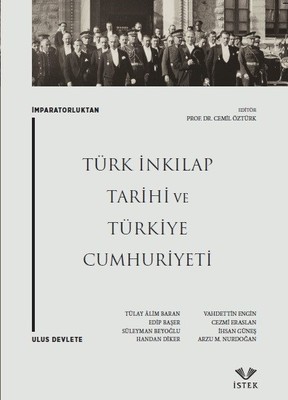 İMPARATORLUKTAN
EDİTÖR
PROF. DR. CEMİL ÖZTÜRK
TÜRK İNKILAP
TARİHİ VE
TÜRKİYE
CUMHURİYETİ
TÜLAY ÂLİM BARAN
EDİP BAŞER
SÜLEYMAN BEYOĞLU
HANDAN DİKER
VAHDETTİN ENGİN
CEZMİ ERASLAN
İHSAN GÜNEŞ
ARZU M. NURDOĞAN
ULUS DEVLETE
İSTEK